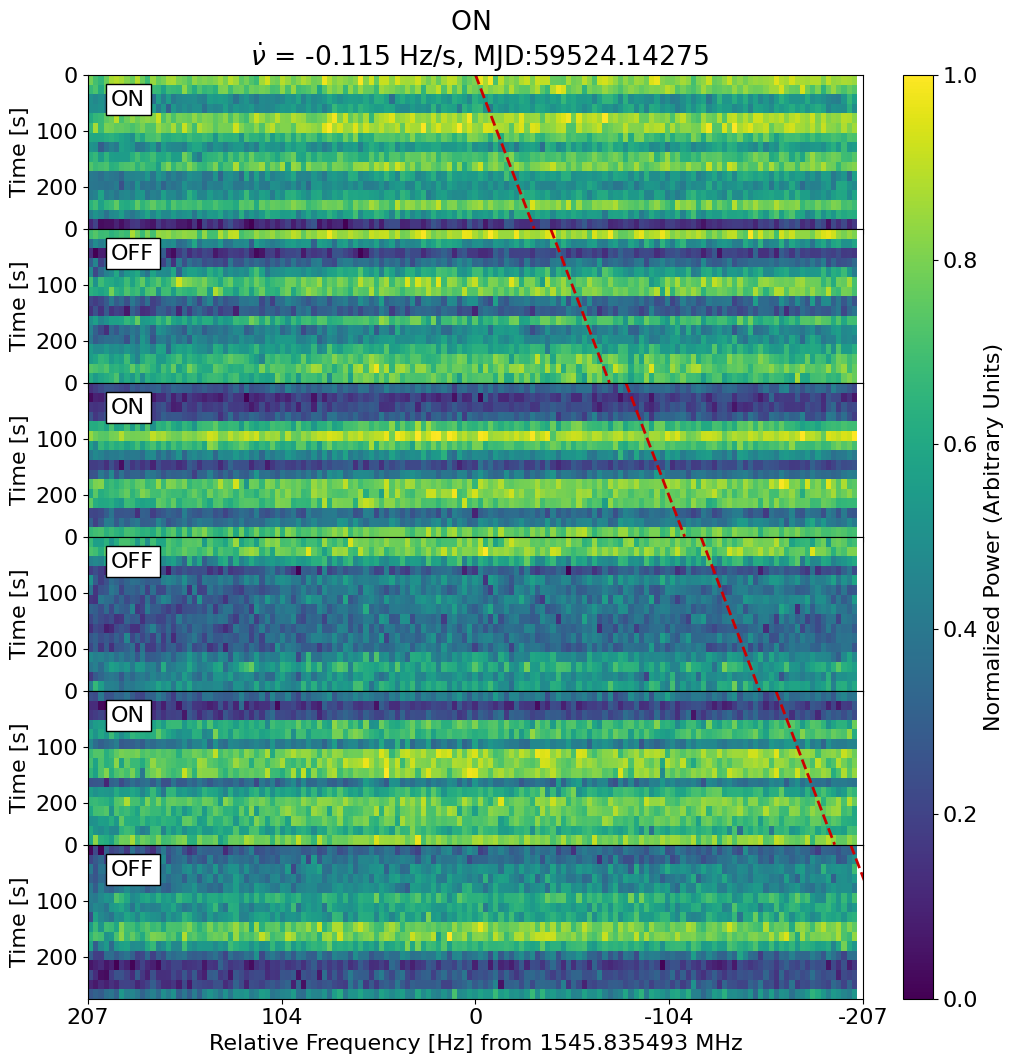 ON
ν̇ = -0.115 Hz/s, MJD:59524.14275
0
ON
100
200
Time [s]
0
OFF
100
200
Time [s]
0
ON
100
200
Time [s]
0
OFF
100
200
Time [s]
0
ON
100
200
Time [s]
0
OFF
100
200
Time [s]
207 104 0 -104 -207
Relative Frequency [Hz] from 1545.835493 MHz
1.0
0.8
0.6
0.4
0.2
0.0
Normalized Power (Arbitrary Units)